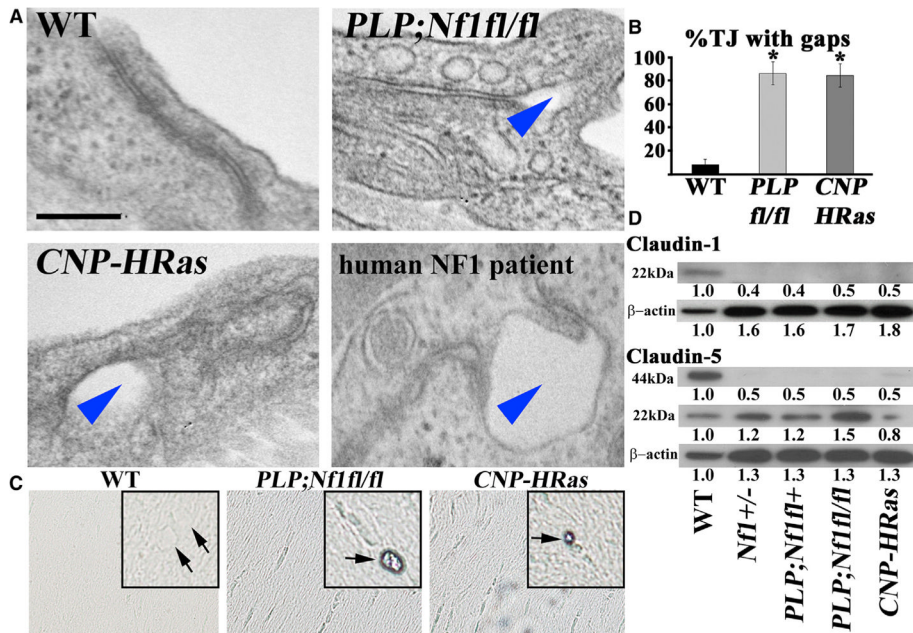 A
WT
PLP;Nf1fl/fl
CNP-HRas
human NF1 patient
B
%TJ with gaps
100
80
60
40
20
*
*
WT
PLP
fl/fl
CNP
HRas
C
WT
PLP;Nf1fl/fl
CNP-HRas
D
Claudin-1
22kDa
1.0 0.4 0.4 0.5 0.5
β-actin
1.0 1.6 1.6 1.7 1.8
Claudin-5
44kDa
1.0 0.5 0.5 0.5 0.5
22kDa
1.0 1.2 1.2 1.5 0.8
β-actin
1.0 1.3 1.3 1.3 1.3
WT
Nf1+/-
PLP;Nf1fl+
PLP;Nf1fl/fl
CNP-HRas